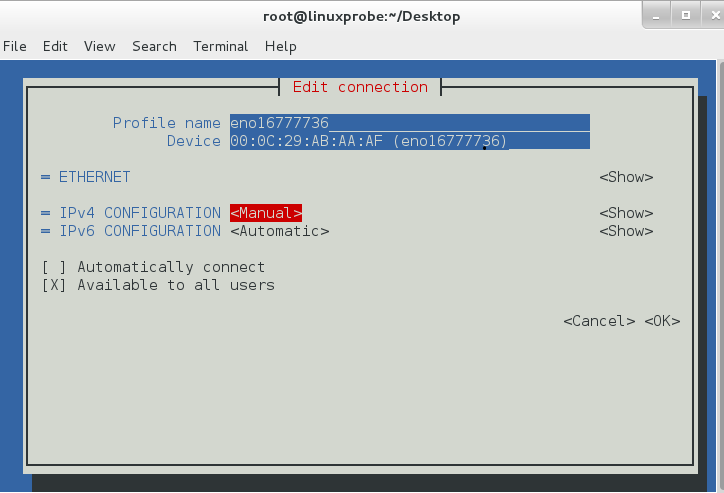 root@linuxprobe:~/Desktop
File Edit View Search Terminal Help
Edit connection
Profile name eno16777736
Device 00:0C:29:AB:AA:AF (eno16777736)
= ETHERNET <Show>
= IPv4 CONFIGURATION <Manual> <Show>
= IPv6 CONFIGURATION <Automatic> <Show>
[ ] Automatically connect
[X] Available to all users
<Cancel> <OK>